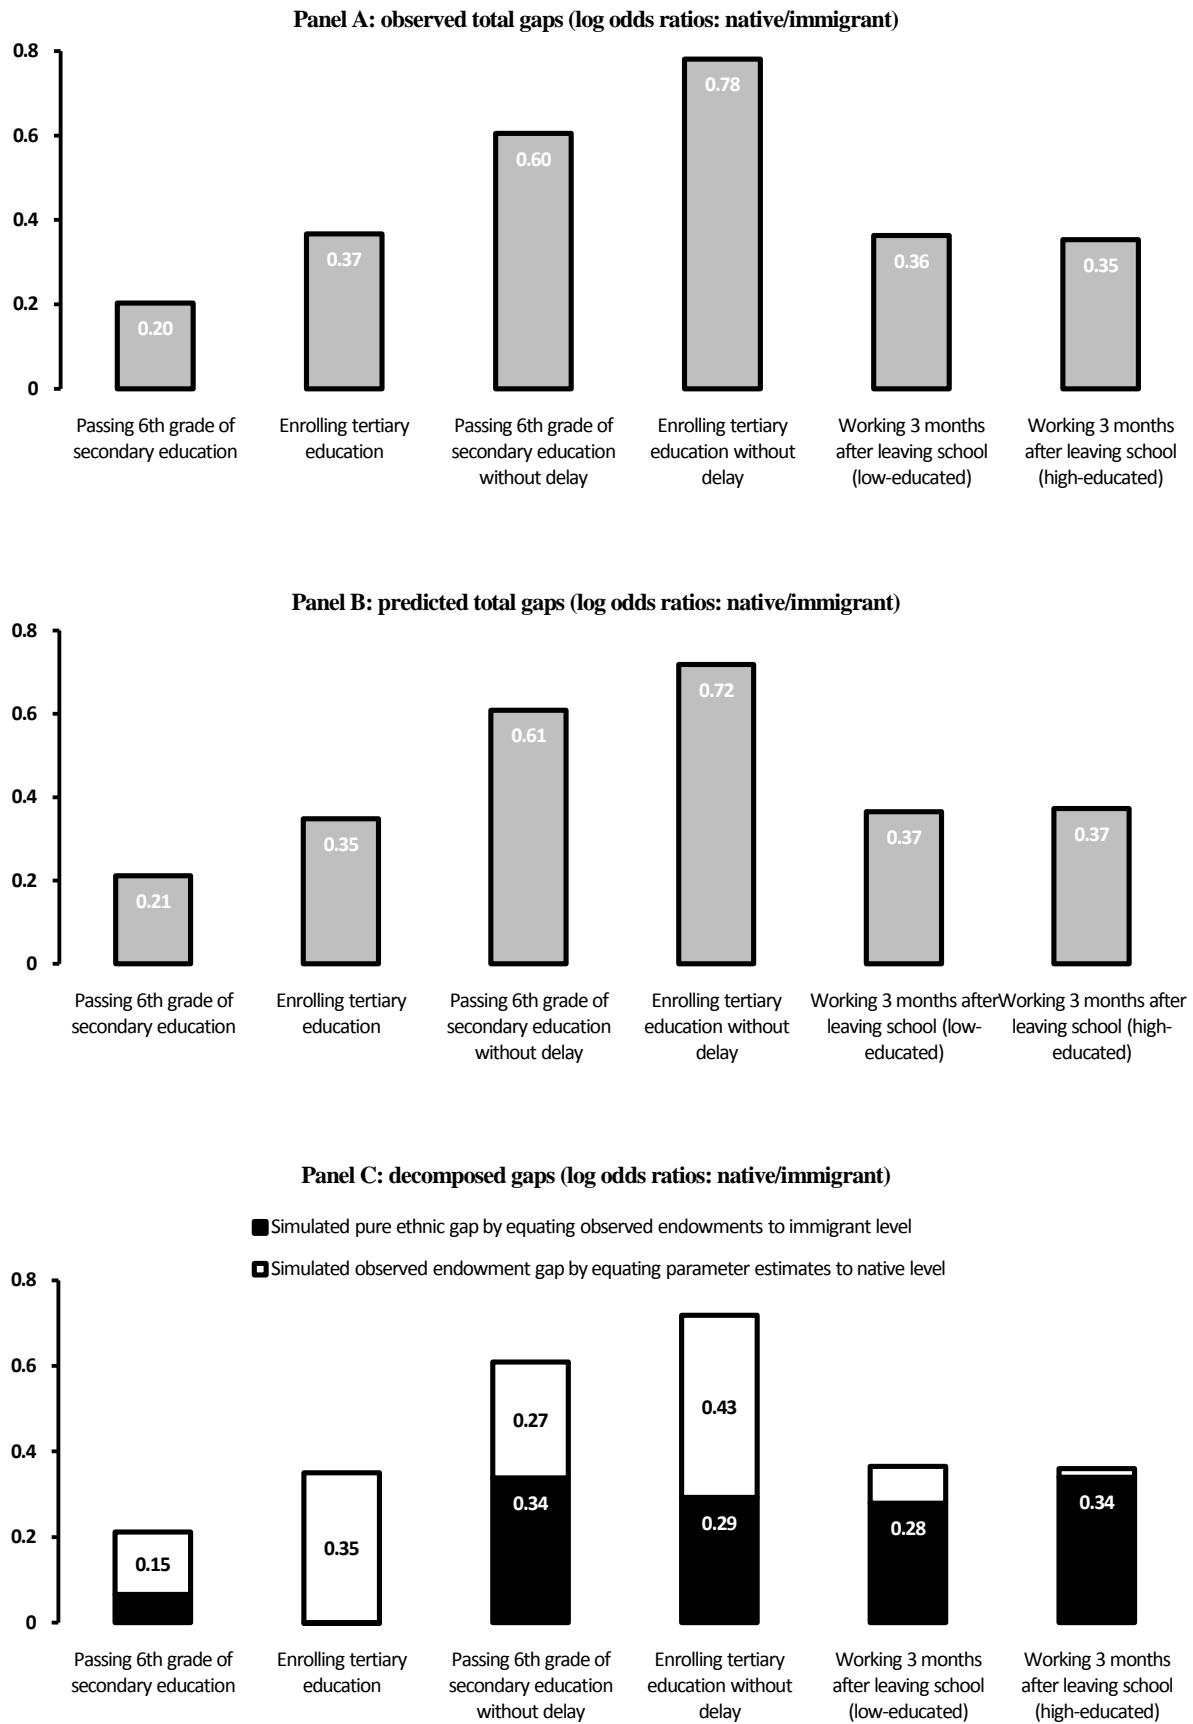 Panel A: observed total gaps (log odds ratios: native/immigrant)
0.8
0.6
0.4
0.2
0
0.20
0.37
0.60
0.78
0.36
0.35
Passing 6th grade of
secondary education
Enrolling tertiary
education
Passing 6th grade of
secondary education
without delay
Enrolling tertiary
education without
delay
Working 3 months
after leaving school
(low-educated)
Working 3 months
after leaving school
(high-educated)
Panel B: predicted total gaps (log odds ratios: native/immigrant)
0.8
0.6
0.4
0.2
0
0.21
0.35
0.61
0.72
0.37
0.37
Passing 6th grade of
secondary education
Enrolling tertiary
education
Passing 6th grade of
secondary education
without delay
Enrolling tertiary
education without
delay
Working 3 months after
leaving school (low-
educated)
Working 3 months after
leaving school (high-
educated)
Panel C: decomposed gaps (log odds ratios: native/immigrant)
Simulated pure ethnic gap by equating observed endowments to immigrant level
Simulated observed endowment gap by equating parameter estimates to native level
0.8
0.6
0.4
0.2
0
0.15
0.35
0.27
0.34
0.43
0.29
0.28
0.34
Passing 6th grade of
secondary education
Enrolling tertiary
education
Passing 6th grade of
secondary education
without delay
Enrolling tertiary
education without
delay
Working 3 months
after leaving school
(low-educated)
Working 3 months
after leaving school
(high-educated)